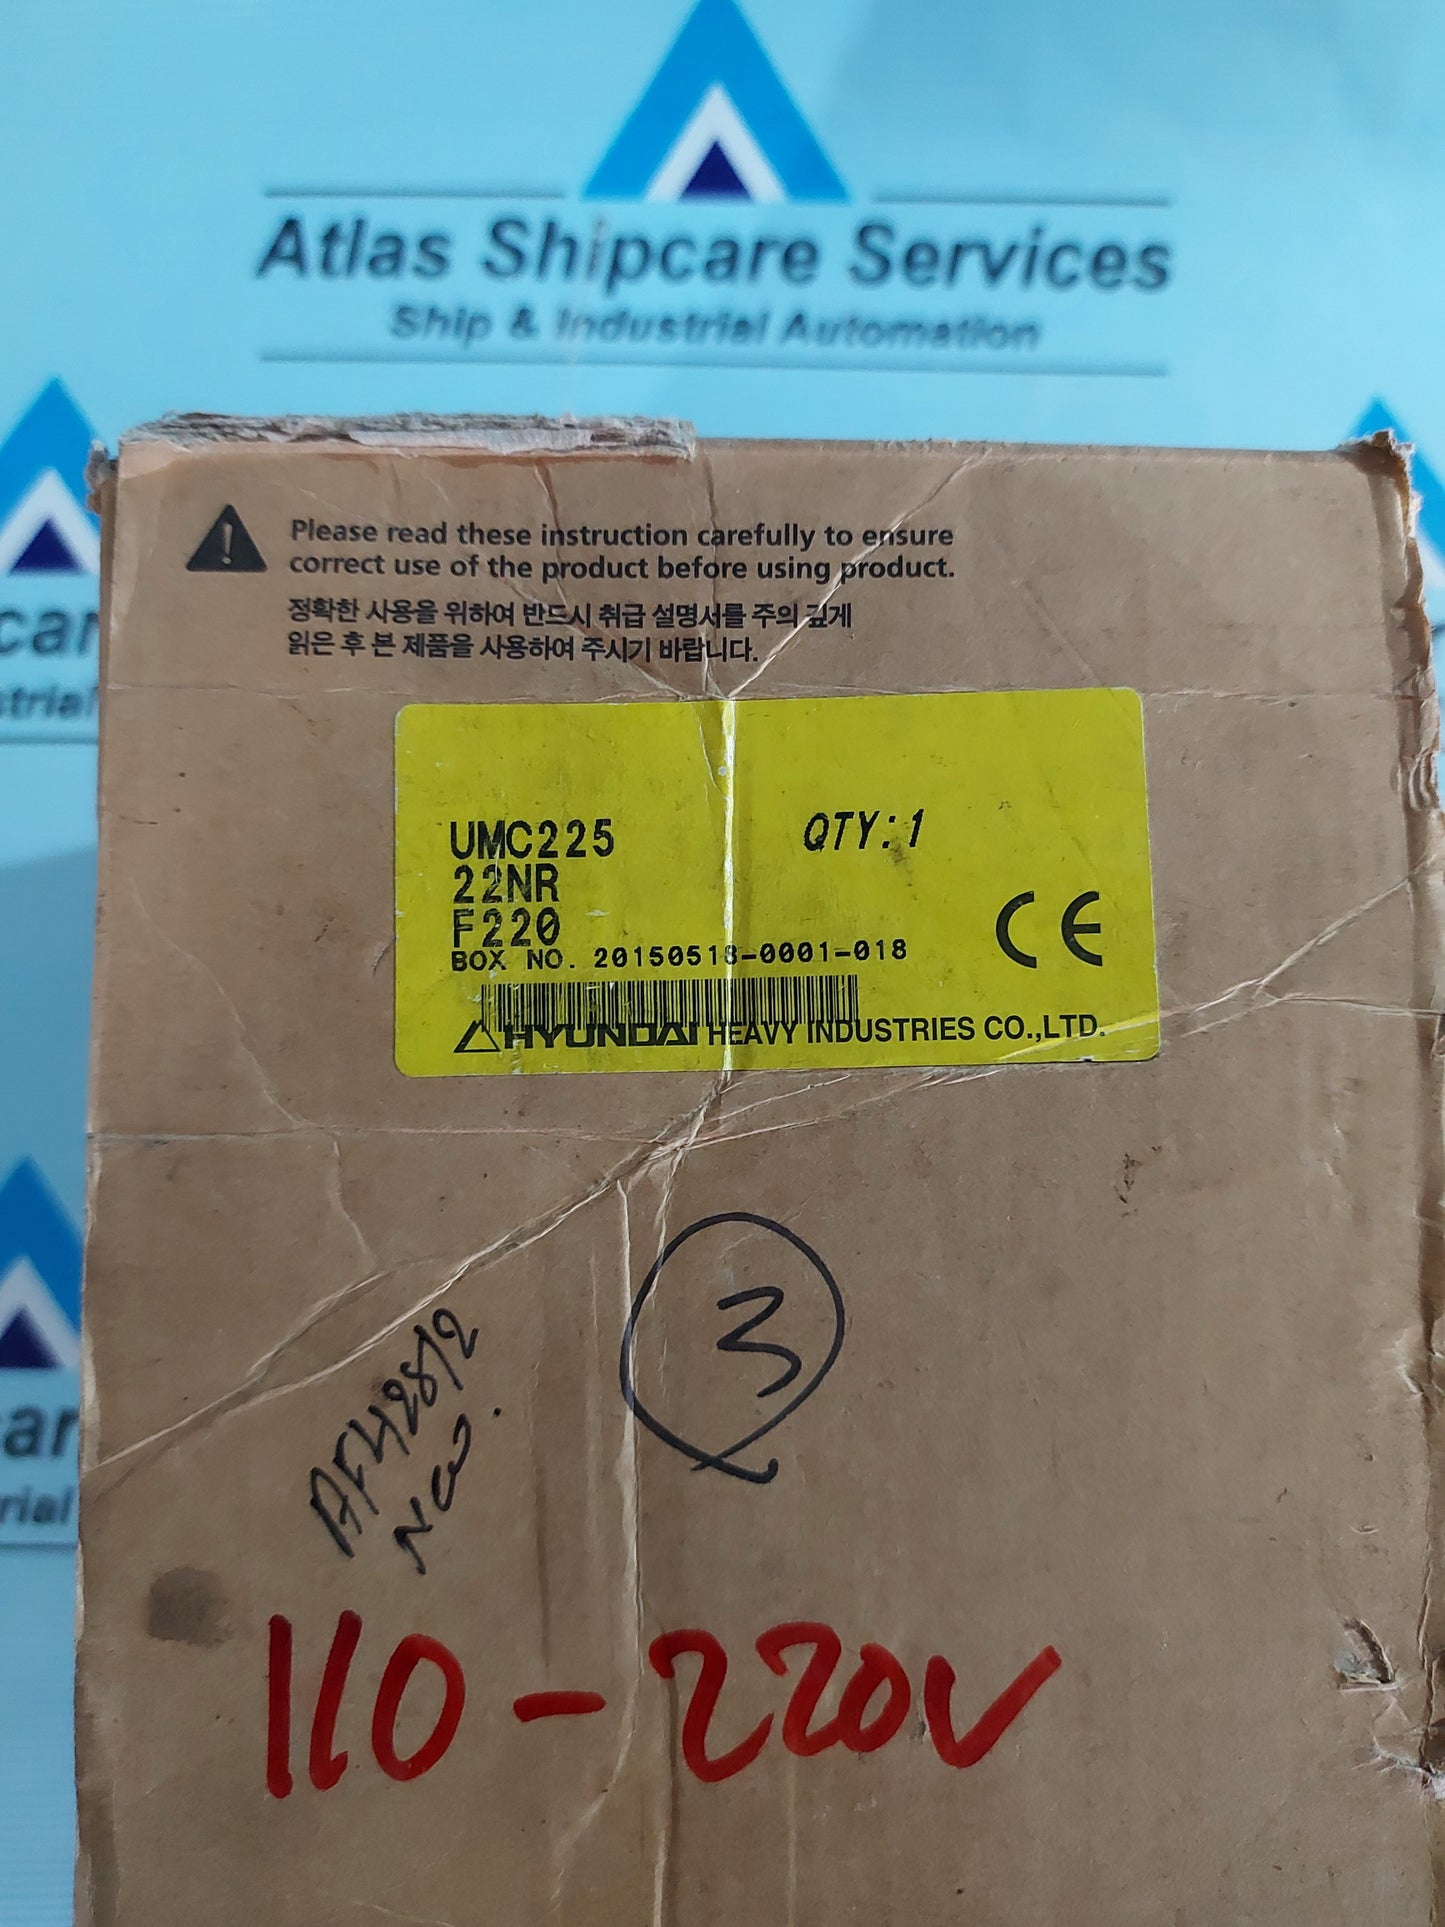 Atlas Shipcare Services
Ship & Industrial Automation
Please read these instruction carefully to ensure
correct use of the product before using product.
정확한 사용을 위하여 반드시 취급 설명서를 주의 깊게
읽은 후 본 제품을 사용하여 주시기 바랍니다.
UMC225 QTY:1
22NR
F220
BOX NO. 20150518-0001-018
CE
HYUNDAI HEAVY INDUSTRIES CO.,LTD.
3
110-220V